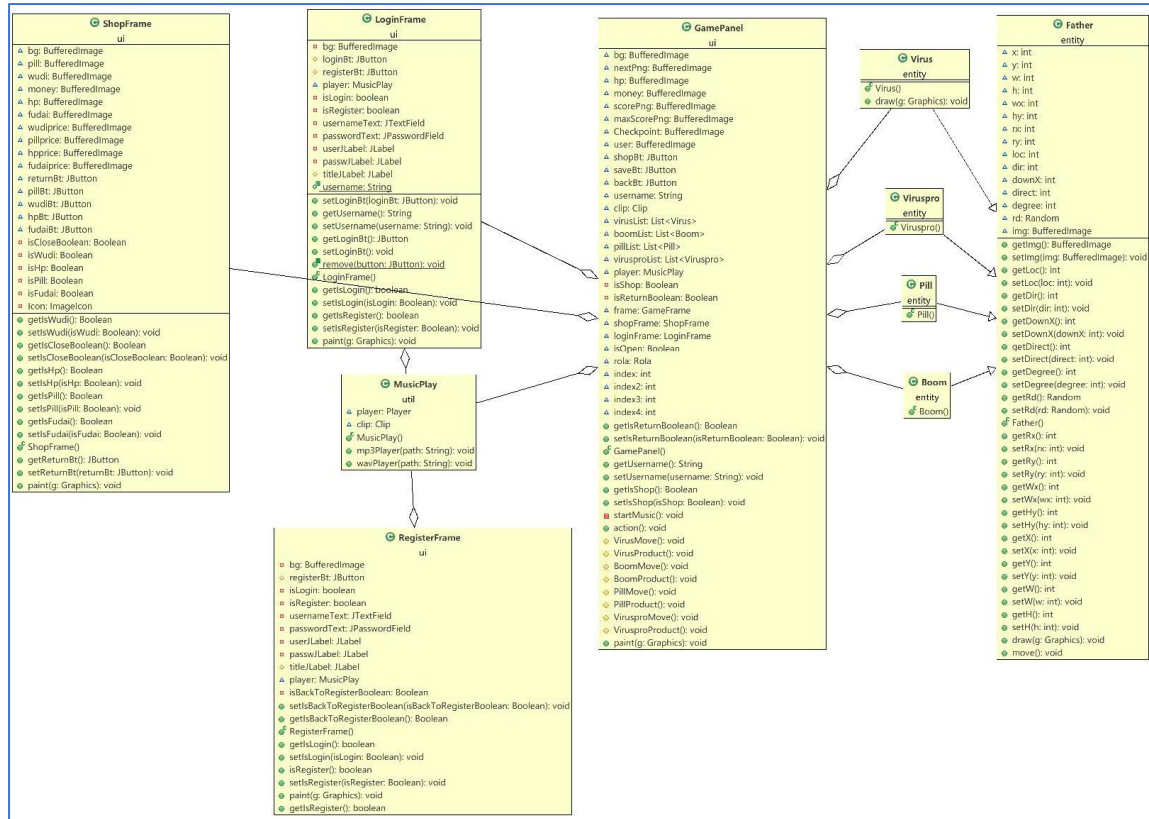 ShopFrame
ui
bg: BufferedImage
pill: BufferedImage
wudi: BufferedImage
money: BufferedImage
hp: BufferedImage
fudai: BufferedImage
wudiprice: BufferedImage
pillprice: BufferedImage
hpprice: BufferedImage
fudaiprice: BufferedImage
returnBt: JButton
pillBt: JButton
wudiBt: JButton
hpBt: JButton
fudaiBt: JButton
isCloseBoolean: Boolean
isWudi: Boolean
isHp: Boolean
isPill: Boolean
isFudai: Boolean
Icon: ImageIcon
getIsWudi(): Boolean
setIsWudi(isWudi: Boolean): void
getIsCloseBoolean(): Boolean
setIsCloseBoolean(isCloseBoolean: Boolean): void
getIsHp(): Boolean
setIsHp(isHp: Boolean): void
getIsPill(): Boolean
setIsPill(isPill: Boolean): void
getIsFudai(): Boolean
setIsFudai(isFudai: Boolean): void
ShopFrame()
getReturnBt(): JButton
setReturnBt(returnBt: JButton): void
paint(g: Graphics): void
LoginFrame
ui
bg: BufferedImage
loginBt: JButton
registerBt: JButton
player: MusicPlay
isLogin: boolean
isRegister: boolean
usernameText: JTextField
passwordText: JPasswordField
userJLabel: JLabel
passwJLabel: JLabel
titleJLabel: JLabel
username: String
setLoginBt(loginBt: JButton): void
getUsername(): String
setUsername(username: String): void
getLoginBt(): JButton
setLoginBt(): void
remove(button: JButton): void
LoginFrame()
getIsLogin(): boolean
setIsLogin(isLogin: Boolean): void
getIsRegister(): boolean
setIsRegister(isRegister: Boolean): void
paint(g: Graphics): void
MusicPlay
util
player: Player
clip: Clip
MusicPlay()
mp3Player(path: String): void
wavPlayer(path: String): void
RegisterFrame
ui
bg: BufferedImage
registerBt: JButton
isLogin: boolean
isRegister: boolean
usernameText: JTextField
passwordText: JPasswordField
userJLabel: JLabel
passwJLabel: JLabel
titleJLabel: JLabel
player: MusicPlay
isBackToRegisterBoolean: Boolean
setIsBackToRegisterBoolean(isBackToRegisterBoolean: Boolean): void
getIsBackToRegisterBoolean(): Boolean
RegisterFrame()
getIsLogin(): boolean
setIsLogin(isLogin: Boolean): void
isRegister(): boolean
setIsRegister(isRegister: Boolean): void
paint(g: Graphics): void
getIsRegister(): boolean
GamePanel
ui
bg: BufferedImage
nextPng: BufferedImage
hp: BufferedImage
money: BufferedImage
scorePng: BufferedImage
maxScorePng: BufferedImage
Checkpoint: BufferedImage
user: BufferedImage
shopBt: JButton
saveBt: JButton
backBt: JButton
username: String
clip: Clip
virusList: List<Virus>
boomList: List<Boom>
pillList: List<Pill>
virusproList: List<Viruspro>
player: MusicPlay
isShop: Boolean
isReturnBoolean: Boolean
frame: GameFrame
shopFrame: ShopFrame
loginFrame: LoginFrame
isOpen: Boolean
rola: Rola
index: int
index2: int
index3: int
index4: int
getIsReturnBoolean(): Boolean
setIsReturnBoolean(isReturnBoolean: Boolean): void
GamePanel()
getUsername(): String
setUsername(username: String): void
getIsShop(): Boolean
setIsShop(isShop: Boolean): void
startMusic(): void
action(): void
VirusMove(): void
VirusProduct(): void
BoomMove(): void
BoomProduct(): void
PillMove(): void
PillProduct(): void
VirusproMove(): void
VirusproProduct(): void
paint(g: Graphics): void
Virus
entity
Virus()
draw(g: Graphics): void
Viruspro
entity
Viruspro()
Pill
entity
Pill()
Boom
entity
Boom()
Father
entity
x: int
y: int
w: int
h: int
wx: int
hy: int
rx: int
ry: int
loc: int
dir: int
downX: int
direct: int
degree: int
rd: Random
img: BufferedImage
getImg(): BufferedImage
setImg(img: BufferedImage): void
getLoc(): int
setLoc(loc: int): void
getDir(): int
setDir(dir: int): void
getDownX(): int
setDownX(downX: int): void
getDirect(): int
setDirect(direct: int): void
getDegree(): int
setDegree(degree: int): void
getRd(): Random
setRd(rd: Random): void
Father()
getRx(): int
setRx(rx: int): void
getRy(): int
setRy(ry: int): void
getWx(): int
setWx(wx: int): void
getHy(): int
setHy(hy: int): void
getX(): int
setX(x: int): void
getY(): int
setY(y: int): void
getW(): int
setW(w: int): void
getH(): int
setH(h: int): void
draw(g: Graphics): void
move(): void